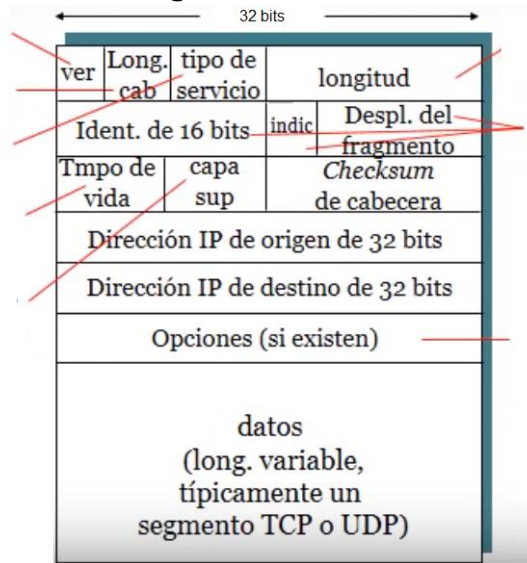 32 bits
ver Long. cab tipo de servicio longitud
Ident. de 16 bits indic Despl. del fragmento
Tmpo de vida capa sup Checksum de cabecera
Dirección IP de origen de 32 bits
Dirección IP de destino de 32 bits
Opciones (si existen)
datos
(long. variable,
típicamente un
segmento TCP o UDP)